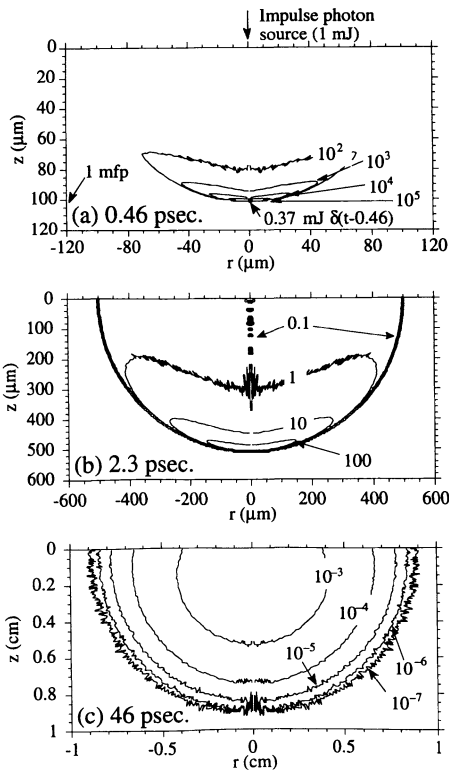 Impulse photon
source (1 mJ)
0
20
40
60
80
100
120
z (μm)
1 mfp
10² 10³
10⁴
10⁵
(a) 0.46 psec.
0.37 mJ δ(t-0.46)
-120 -80 -40 0 40 80 120
r (μm)
0
100
200
300
400
500
600
z (μm)
0.1
1
10
100
(b) 2.3 psec.
-600 -400 -200 0 200 400 600
r (μm)
0
0.2
0.4
0.6
0.8
1
z (cm)
10⁻³
10⁻⁴
10⁻⁵
10⁻⁶
10⁻⁷
(c) 46 psec.
-1 -0.5 0 0.5 1
r (cm)